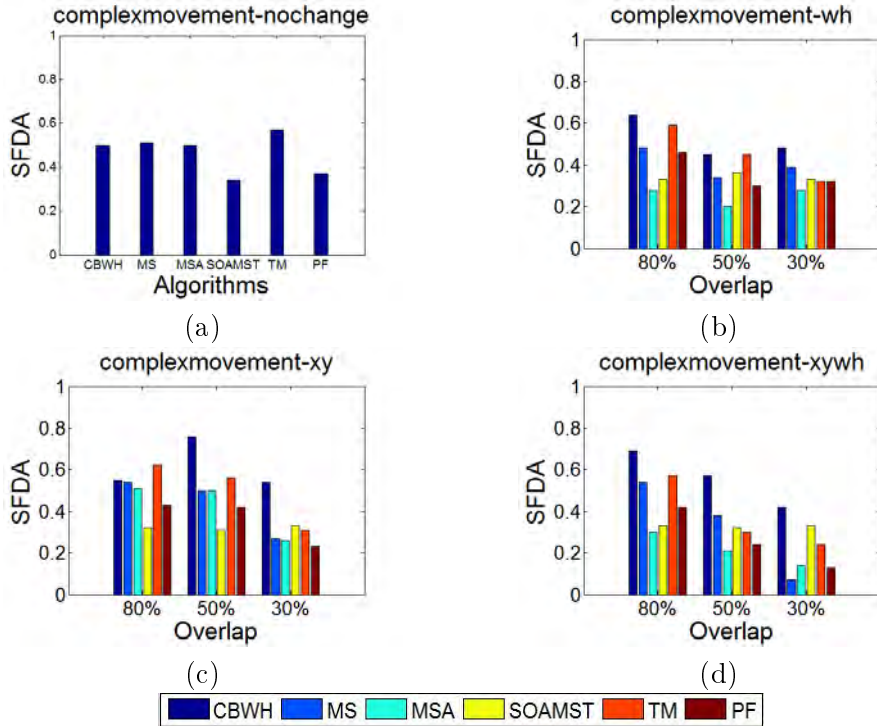 complexmovement-nochange
1
0.8
0.6
0.4
0.2
0
SFDA
CBWH MS MSA SOAMST TM PF
Algorithms
(a)
complexmovement-wh
1
0.8
0.6
0.4
0.2
0
SFDA
80% 50% 30%
Overlap
(b)
complexmovement-xy
1
0.8
0.6
0.4
0.2
0
SFDA
80% 50% 30%
Overlap
(c)
complexmovement-xywh
1
0.8
0.6
0.4
0.2
0
SFDA
80% 50% 30%
Overlap
(d)
CBWH MS MSA SOAMST TM PF